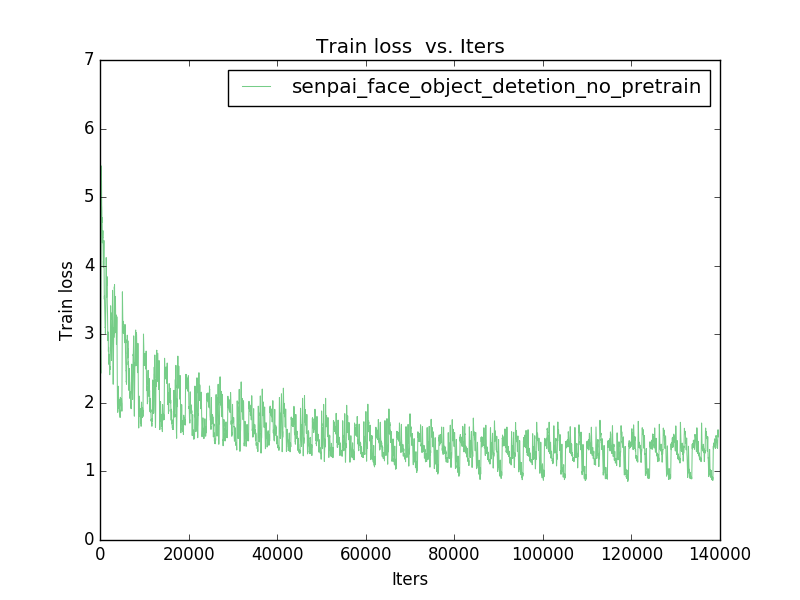 Train loss  vs. Iters
senpai_face_object_detetion_no_pretrain
7
6
5
4
3
2
1
0
Train loss
0 20000 40000 60000 80000 100000 120000 140000
Iters